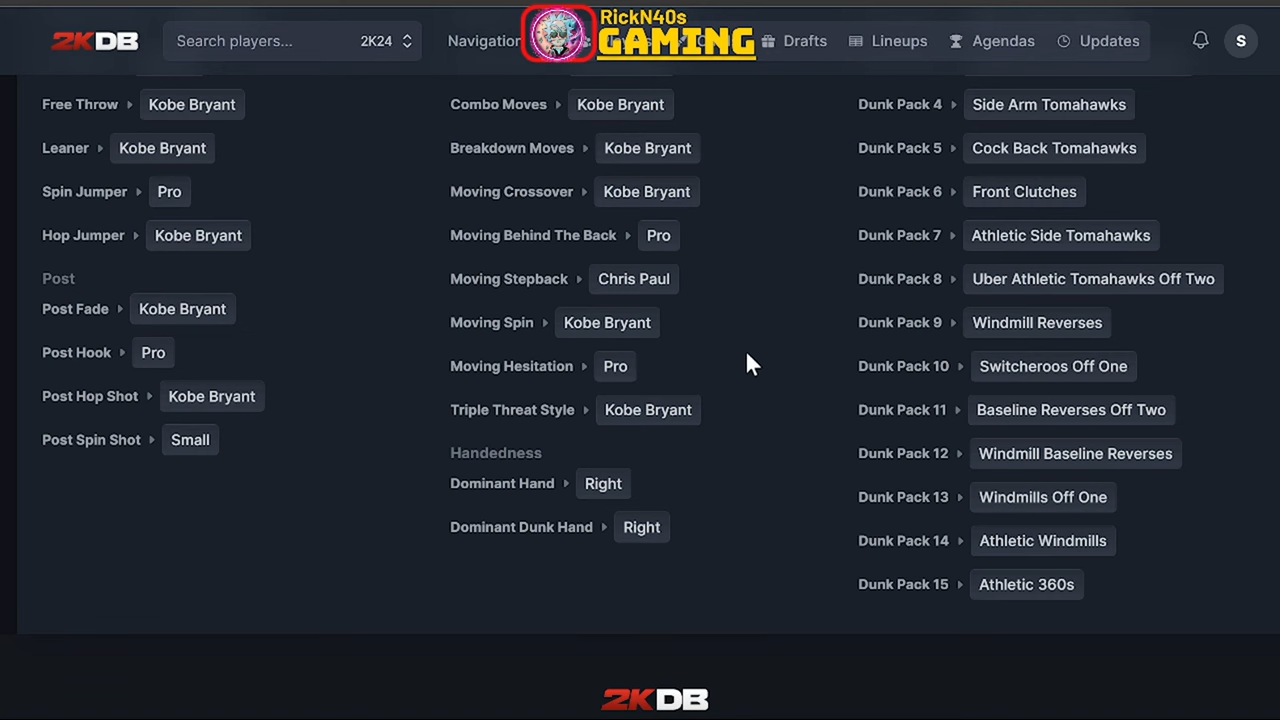 2KDB
Search players...
2K24
Navigation
RickN40s
GAMING
Drafts
Lineups
Agendas
Updates
S
Free Throw Kobe Bryant
Leaner Kobe Bryant
Spin Jumper Pro
Hop Jumper Kobe Bryant
Post
Post Fade Kobe Bryant
Post Hook Pro
Post Hop Shot Kobe Bryant
Post Spin Shot Small
Combo Moves Kobe Bryant
Breakdown Moves Kobe Bryant
Moving Crossover Kobe Bryant
Moving Behind The Back Pro
Moving Stepback Chris Paul
Moving Spin Kobe Bryant
Moving Hesitation Pro
Triple Threat Style Kobe Bryant
Handedness
Dominant Hand Right
Dominant Dunk Hand Right
Dunk Pack 4 Side Arm Tomahawks
Dunk Pack 5 Cock Back Tomahawks
Dunk Pack 6 Front Clutches
Dunk Pack 7 Athletic Side Tomahawks
Dunk Pack 8 Uber Athletic Tomahawks Off Two
Dunk Pack 9 Windmill Reverses
Dunk Pack 10 Switcheroos Off One
Dunk Pack 11 Baseline Reverses Off Two
Dunk Pack 12 Windmill Baseline Reverses
Dunk Pack 13 Windmills Off One
Dunk Pack 14 Athletic Windmills
Dunk Pack 15 Athletic 360s
2KDB